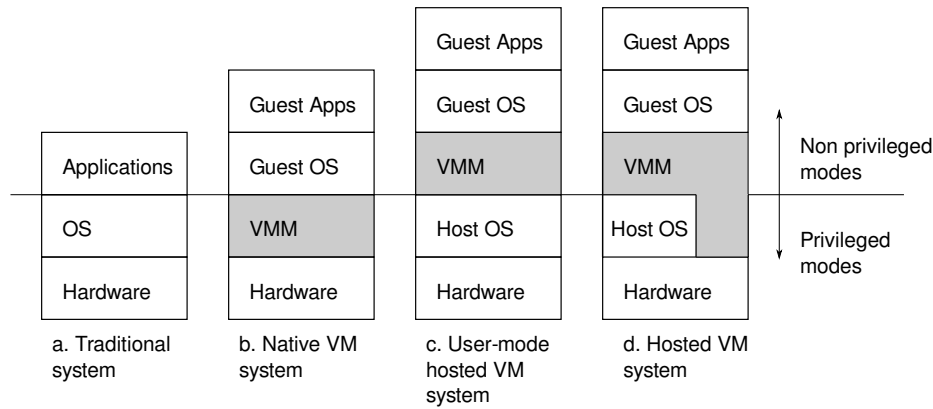 Applications
OS
Hardware
a. Traditional
system
Guest Apps
Guest OS
VMM
Hardware
b. Native VM
system
Guest Apps
Guest OS
VMM
Host OS
Hardware
c. User-mode
hosted VM
system
Guest Apps
Guest OS
VMM
Host OS
Hardware
d. Hosted VM
system
Non privileged
modes
Privileged
modes